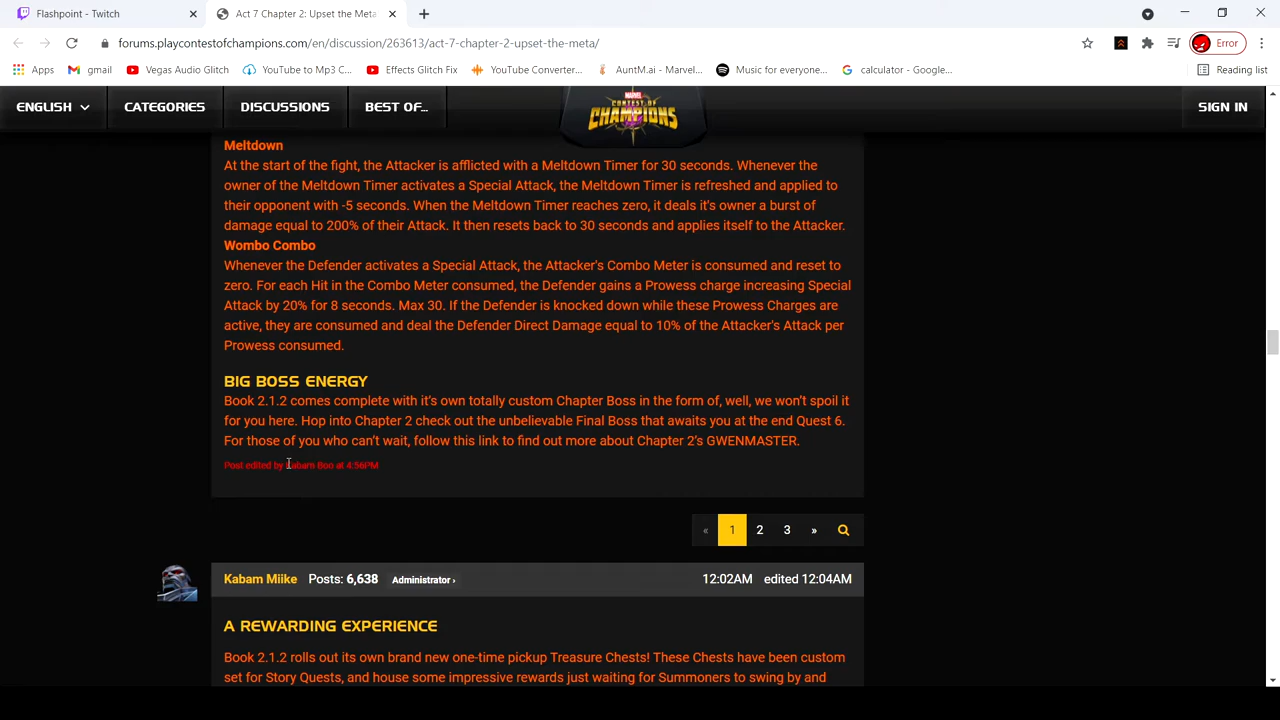 Flashpoint - Twitch
Act 7 Chapter 2: Upset the Meta
forums.playcontestofchampions.com/en/discussion/263613/act-7-chapter-2-upset-the-meta/
Error
Apps
gmail
Vegas Audio Glitch
YouTube to Mp3 C...
Effects Glitch Fix
YouTube Converter...
AuntM.ai - Marvel...
Music for everyone...
calculator - Google...
Reading list
ENGLISH
CATEGORIES
DISCUSSIONS
BEST OF...
MARVEL
CONTEST OF
CHAMPIONS
SIGN IN
Meltdown
At the start of the fight, the Attacker is afflicted with a Meltdown Timer for 30 seconds. Whenever the
owner of the Meltdown Timer activates a Special Attack, the Meltdown Timer is refreshed and applied to
their opponent with -5 seconds. When the Meltdown Timer reaches zero, it deals it's owner a burst of
damage equal to 200% of their Attack. It then resets back to 30 seconds and applies itself to the Attacker.
Wombo Combo
Whenever the Defender activates a Special Attack, the Attacker's Combo Meter is consumed and reset to
zero. For each Hit in the Combo Meter consumed, the Defender gains a Prowess charge increasing Special
Attack by 20% for 8 seconds. Max 30. If the Defender is knocked down while these Prowess Charges are
active, they are consumed and deal the Defender Direct Damage equal to 10% of the Attacker's Attack per
Prowess consumed.
BIG BOSS ENERGY
Book 2.1.2 comes complete with it's own totally custom Chapter Boss in the form of, well, we won't spoil it
for you here. Hop into Chapter 2 check out the unbelievable Final Boss that awaits you at the end Quest 6.
For those of you who can't wait, follow this link to find out more about Chapter 2's GWENMASTER.
Post edited by Kabam Boo at 4:56PM
« 1 2 3 »
Kabam Miike Posts: 6,638 Administrator › 12:02AM edited 12:04AM
A REWARDING EXPERIENCE
Book 2.1.2 rolls out its own brand new one-time pickup Treasure Chests! These Chests have been custom
set for Story Quests, and house some impressive rewards just waiting for Summoners to swing by and